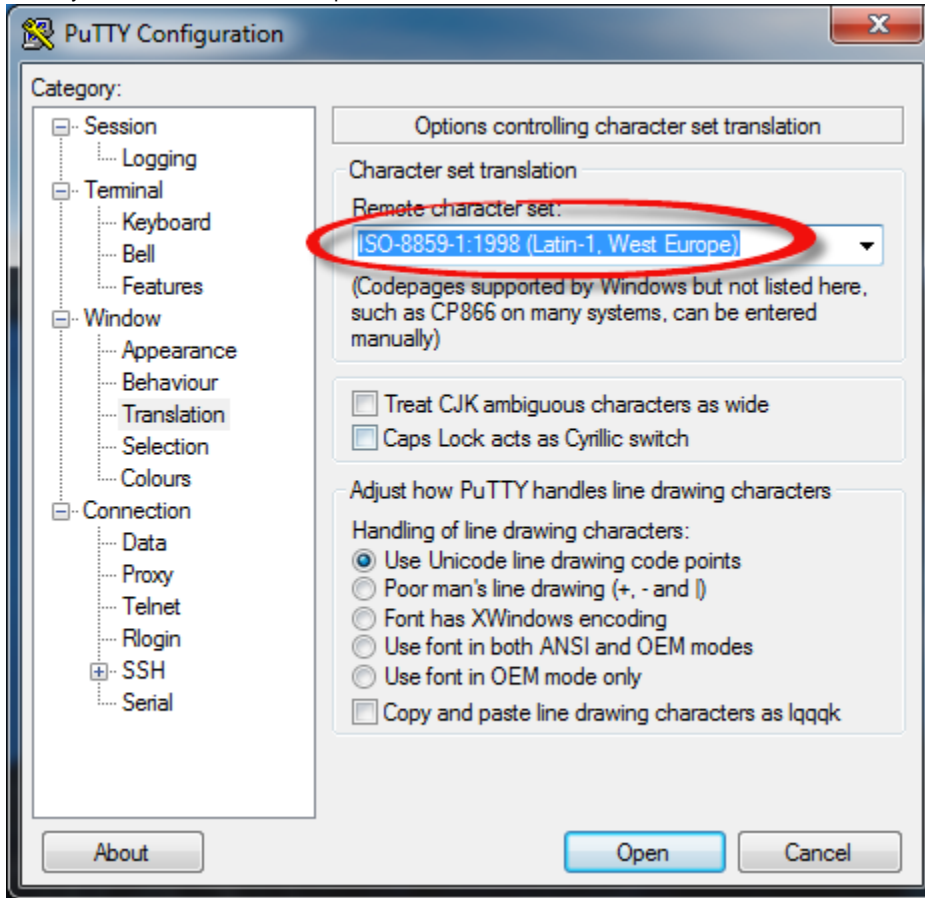 PuTTY Configuration
Category:
Session
Logging
Terminal
Keyboard
Bell
Features
Window
Appearance
Behaviour
Translation
Selection
Colours
Connection
Data
Proxy
Telnet
Rlogin
SSH
Serial
Options controlling character set translation
Character set translation
Remote character set:
ISO-8859-1:1998 (Latin-1, West Europe)
(Codepages supported by Windows but not listed here,
such as CP866 on many systems, can be entered
manually)
Treat CJK ambiguous characters as wide
Caps Lock acts as Cyrillic switch
Adjust how PuTTY handles line drawing characters
Handling of line drawing characters:
Use Unicode line drawing code points
Poor man's line drawing (+, - and |)
Font has XWindows encoding
Use font in both ANSI and OEM modes
Use font in OEM mode only
Copy and paste line drawing characters as lqqqk
About
Open
Cancel